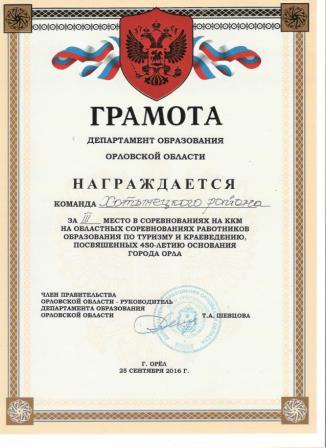 ГРАМОТА
ДЕПАРТАМЕНТ ОБРАЗОВАНИЯ
ОРЛОВСКОЙ ОБЛАСТИ
НАГРАЖДАЕТСЯ
КОМАНДА Хотынецкого района
ЗА III МЕСТО В СОРЕВНОВАНИЯХ НА ККМ
НА ОБЛАСТНЫХ СОРЕВНОВАНИЯХ РАБОТНИКОВ
ОБРАЗОВАНИЯ ПО ТУРИЗМУ И КРАЕВЕДЕНИЮ,
ПОСВЯЩЕННЫХ 450-ЛЕТИЮ ОСНОВАНИЯ
ГОРОДА ОРЛА
ЧЛЕН ПРАВИТЕЛЬСТВА
ОРЛОВСКОЙ ОБЛАСТИ - РУКОВОДИТЕЛЬ
ДЕПАРТАМЕНТА ОБРАЗОВАНИЯ
ОРЛОВСКОЙ ОБЛАСТИ Т.А. ШЕВЦОВА
Г. ОРЁЛ
25 СЕНТЯБРЯ 2016 Г.